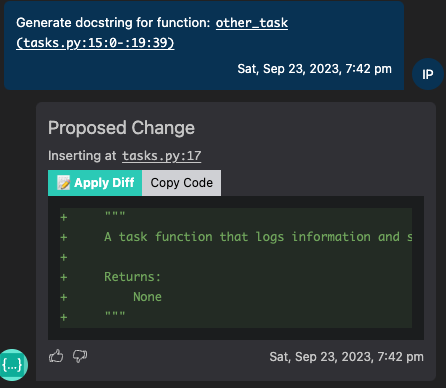 Generate docstring for function: other_task
(tasks.py:15:0-:19:39)
Sat, Sep 23, 2023, 7:42 pm
IP
Proposed Change
Inserting at tasks.py:17
📝 Apply Diff Copy Code
+ """
+ A task function that logs information and s
+
+ Returns:
+ None
+ """
{...}
Sat, Sep 23, 2023, 7:42 pm